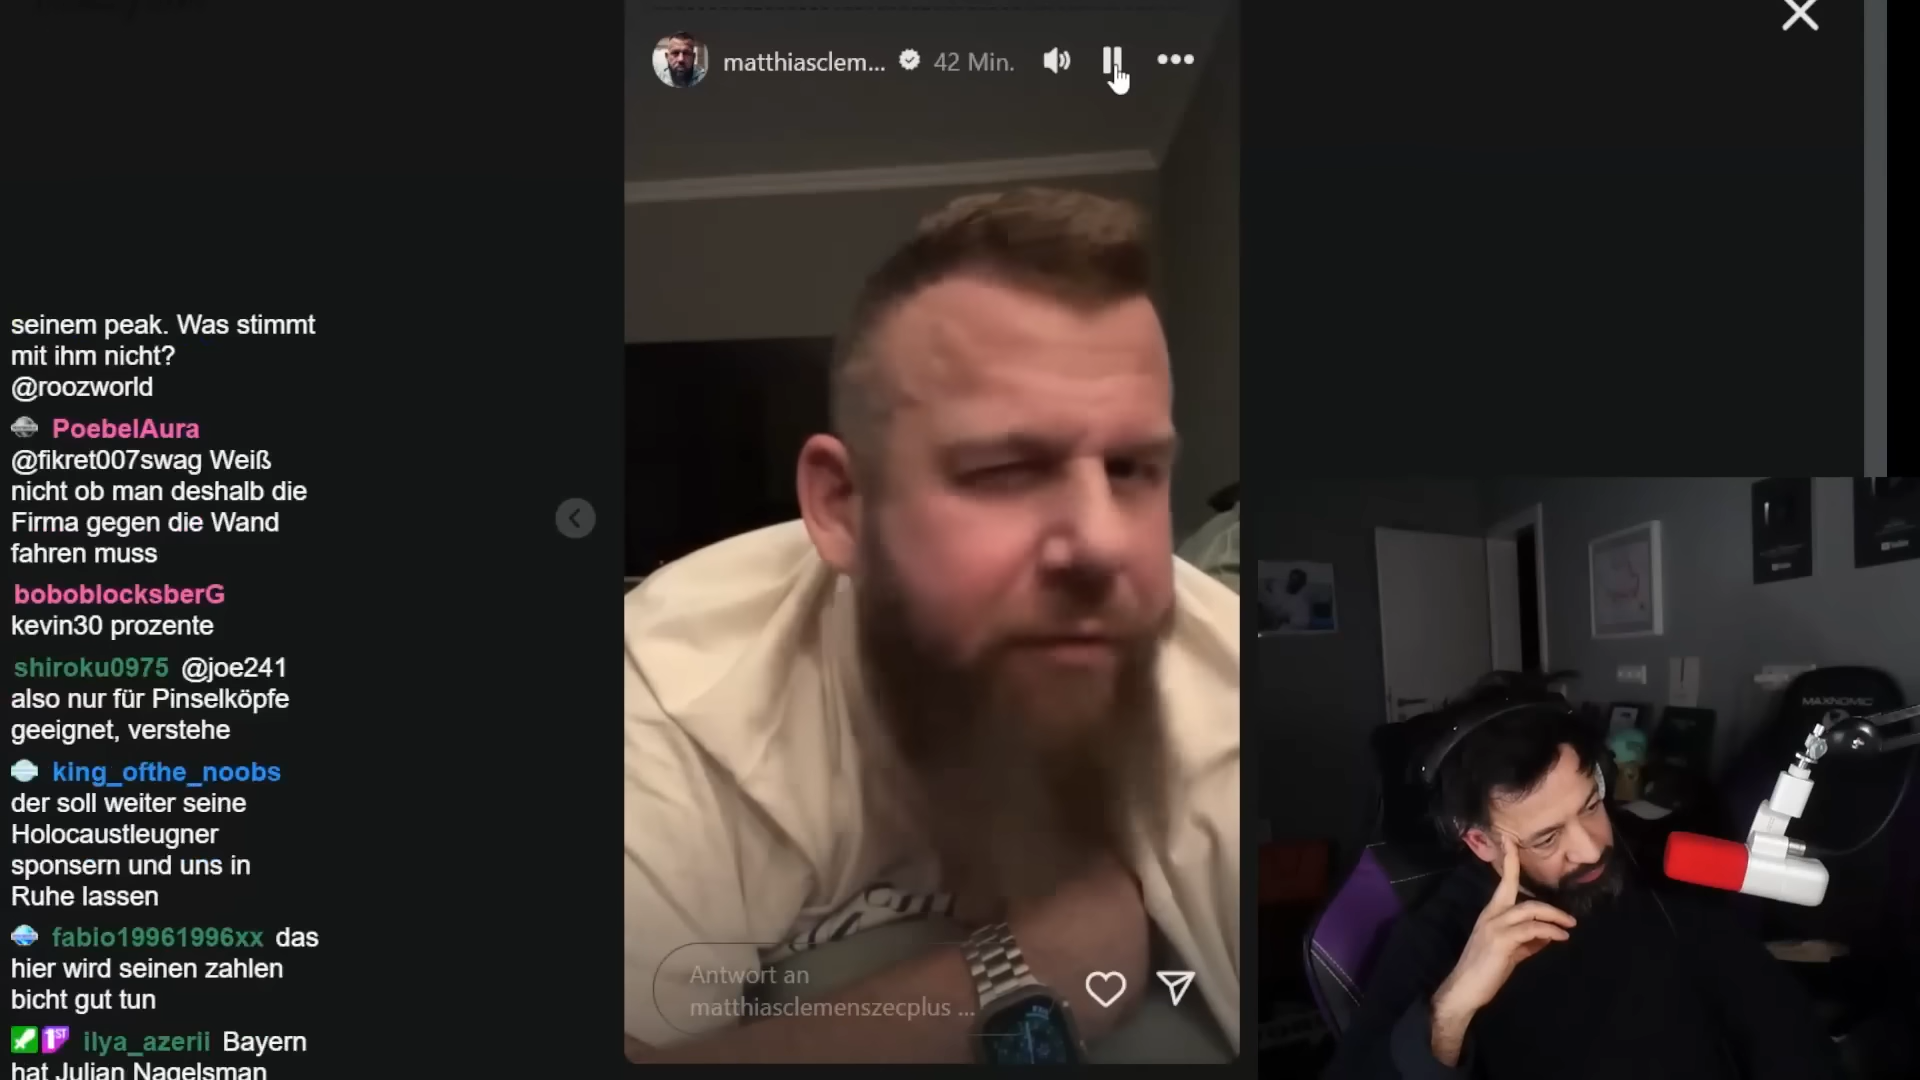 seinem peak. Was stimmt
mit ihm nicht?
@roozworld
PoebelAura
@fikret007swag Weiß
nicht ob man deshalb die
Firma gegen die Wand
fahren muss
boboblocksberG
kevin30 prozente
shiroku0975 @joe241
also nur für Pinselköpfe
geeignet, verstehe
king_ofthe_noobs
der soll weiter seine
Holocaustleugner
sponsern und uns in
Ruhe lassen
fabio19961996xx das
hier wird seinen zahlen
bicht gut tun
1ST ilya_azerii Bayern
hat Julian Nagelsman
matthiasclem... 42 Min.
Antwort an
matthiasclemenszecplus ...
MAXNOMIC